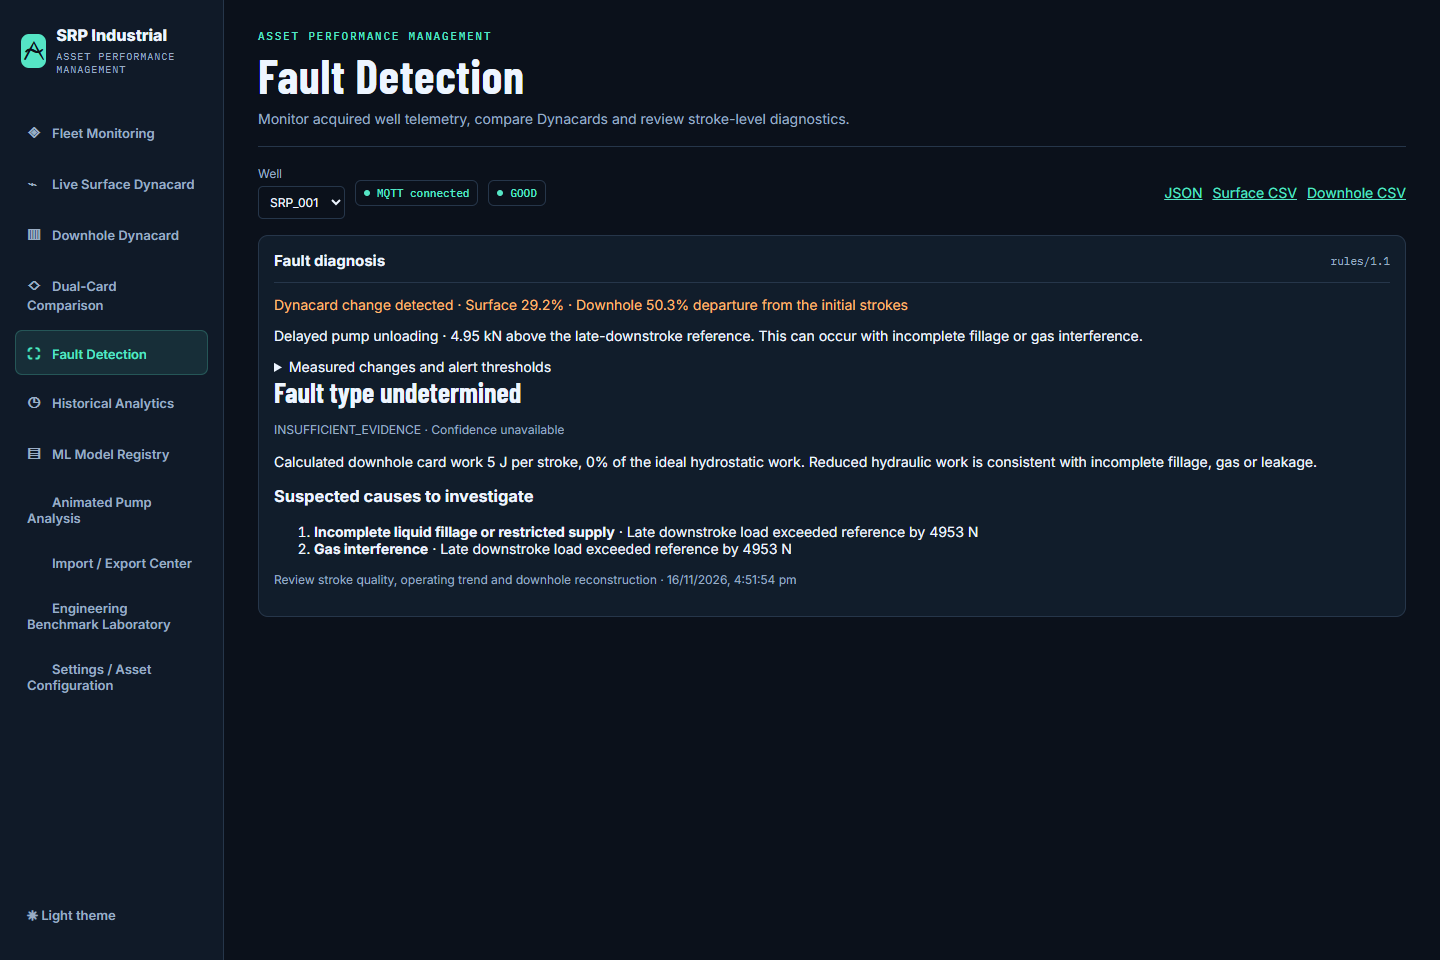 SRP Industrial
ASSET PERFORMANCE
MANAGEMENT
Fleet Monitoring
Live Surface Dynacard
Downhole Dynacard
Dual-Card
Comparison
Fault Detection
Historical Analytics
ML Model Registry
Animated Pump
Analysis
Import / Export Center
Engineering
Benchmark Laboratory
Settings / Asset
Configuration
Light theme
ASSET PERFORMANCE MANAGEMENT
Fault Detection
Monitor acquired well telemetry, compare Dynacards and review stroke-level diagnostics.
Well
SRP_001
MQTT connected
GOOD
JSON Surface CSV Downhole CSV
Fault diagnosis
rules/1.1
Dynacard change detected · Surface 29.2% · Downhole 50.3% departure from the initial strokes
Delayed pump unloading · 4.95 kN above the late-downstroke reference. This can occur with incomplete fillage or gas interference.
Measured changes and alert thresholds
Fault type undetermined
INSUFFICIENT_EVIDENCE · Confidence unavailable
Calculated downhole card work 5 J per stroke, 0% of the ideal hydrostatic work. Reduced hydraulic work is consistent with incomplete fillage, gas or leakage.
Suspected causes to investigate
1. Incomplete liquid fillage or restricted supply · Late downstroke load exceeded reference by 4953 N
2. Gas interference · Late downstroke load exceeded reference by 4953 N
Review stroke quality, operating trend and downhole reconstruction · 16/11/2026, 4:51:54 pm